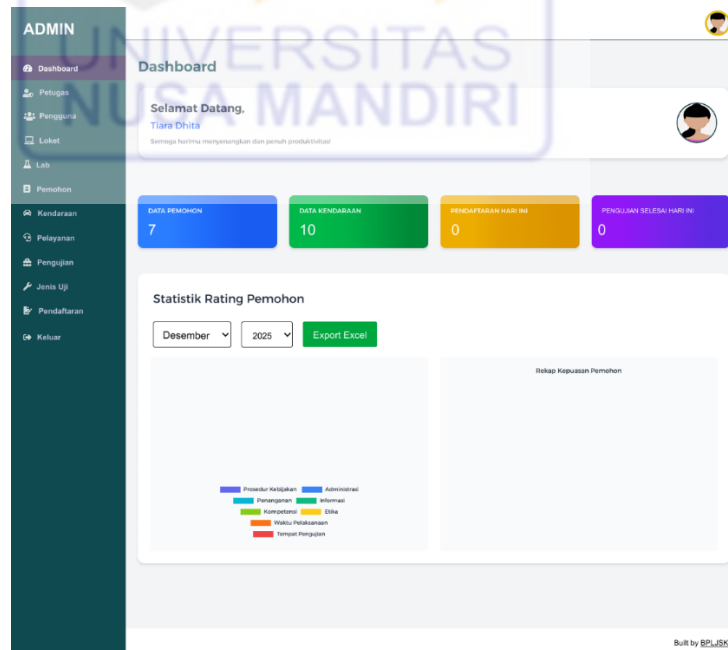 ADMIN
UNIVERSITAS
NUSA MANDIRI
Dashboard
Petugas
Pengguna
Loket
Lab
Pemohon
Kendaraan
Pelayanan
Pengujian
Jenis Uji
Pendaftaran
Keluar
Dashboard
Selamat Datang,
Tiara Dhita
Semoga harimu menyenangkan dan penuh produktivitas!
DATA PEMOHON
7
DATA KENDARAAN
10
PENDAFTARAN HARI INI
0
PENGUJIAN SELESAI HARI INI
0
Statistik Rating Pemohon
Desember
2025
Export Excel
Prosedur Kebijakan Administrasi
Penanganan Informasi
Kompetensi Etika
Waktu Pelaksanaan
Tempat Pengujian
Rekap Kepuasan Pemohon
Built by BPLJSK